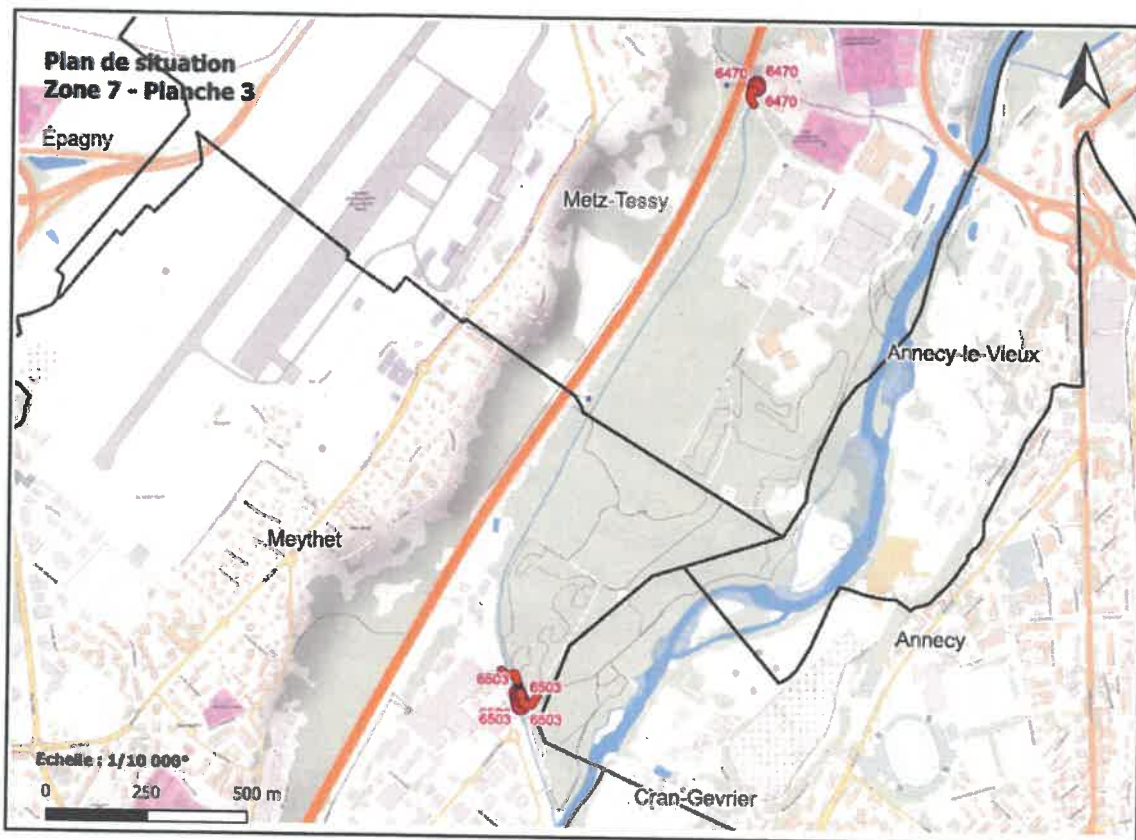 Plan de situation
Zone 7 - Planche 3
Épagny
6470 6470
6470
Metz-Tessy
Annecy-le-Vieux
Meythet
Annecy
6503 6503
6503 6503
Echelle : 1/10 000°
0 250 500 m
Cran-Gevrier